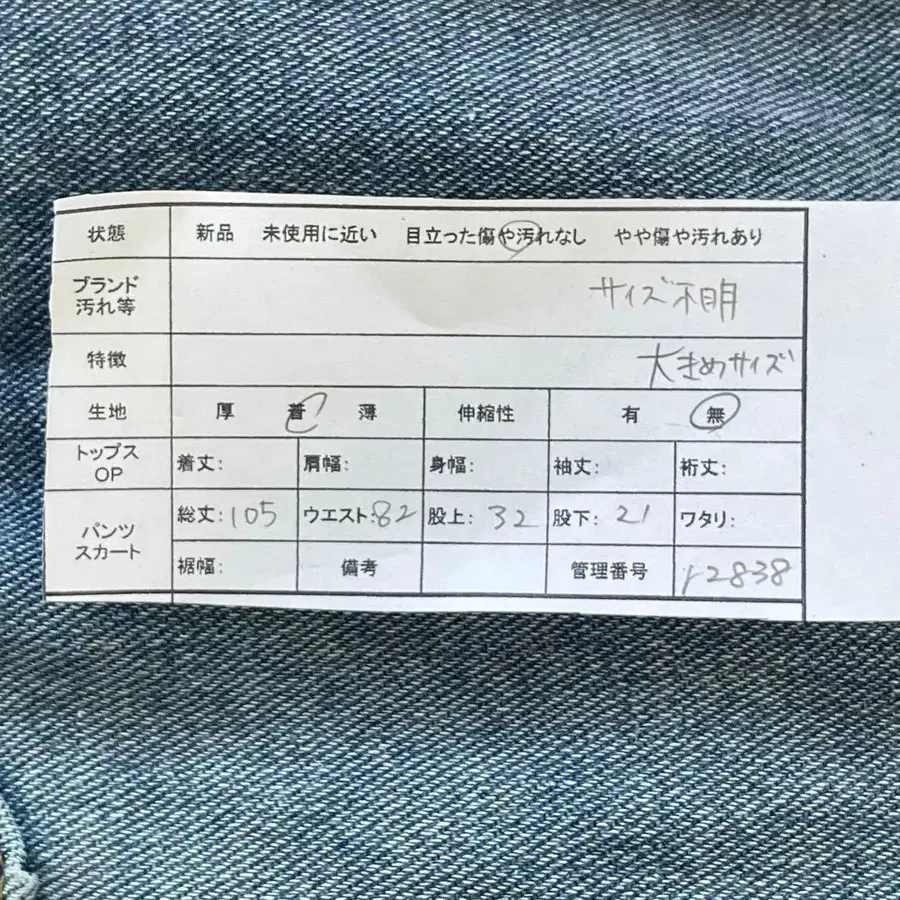 状態 新品 未使用に近い 目立った傷や汚れなし やや傷や汚れあり
ブランド
汚れ等 サイズ不明
特徴 大きめサイズ
生地 厚 着 薄 伸縮性 有 無
トップス
OP 着丈: 肩幅: 身幅: 袖丈: 裄丈:
パンツ
スカート 総丈:105 ウエスト:82 股上:32 股下:21 ワタリ:
裾幅: 備考 管理番号 r2838